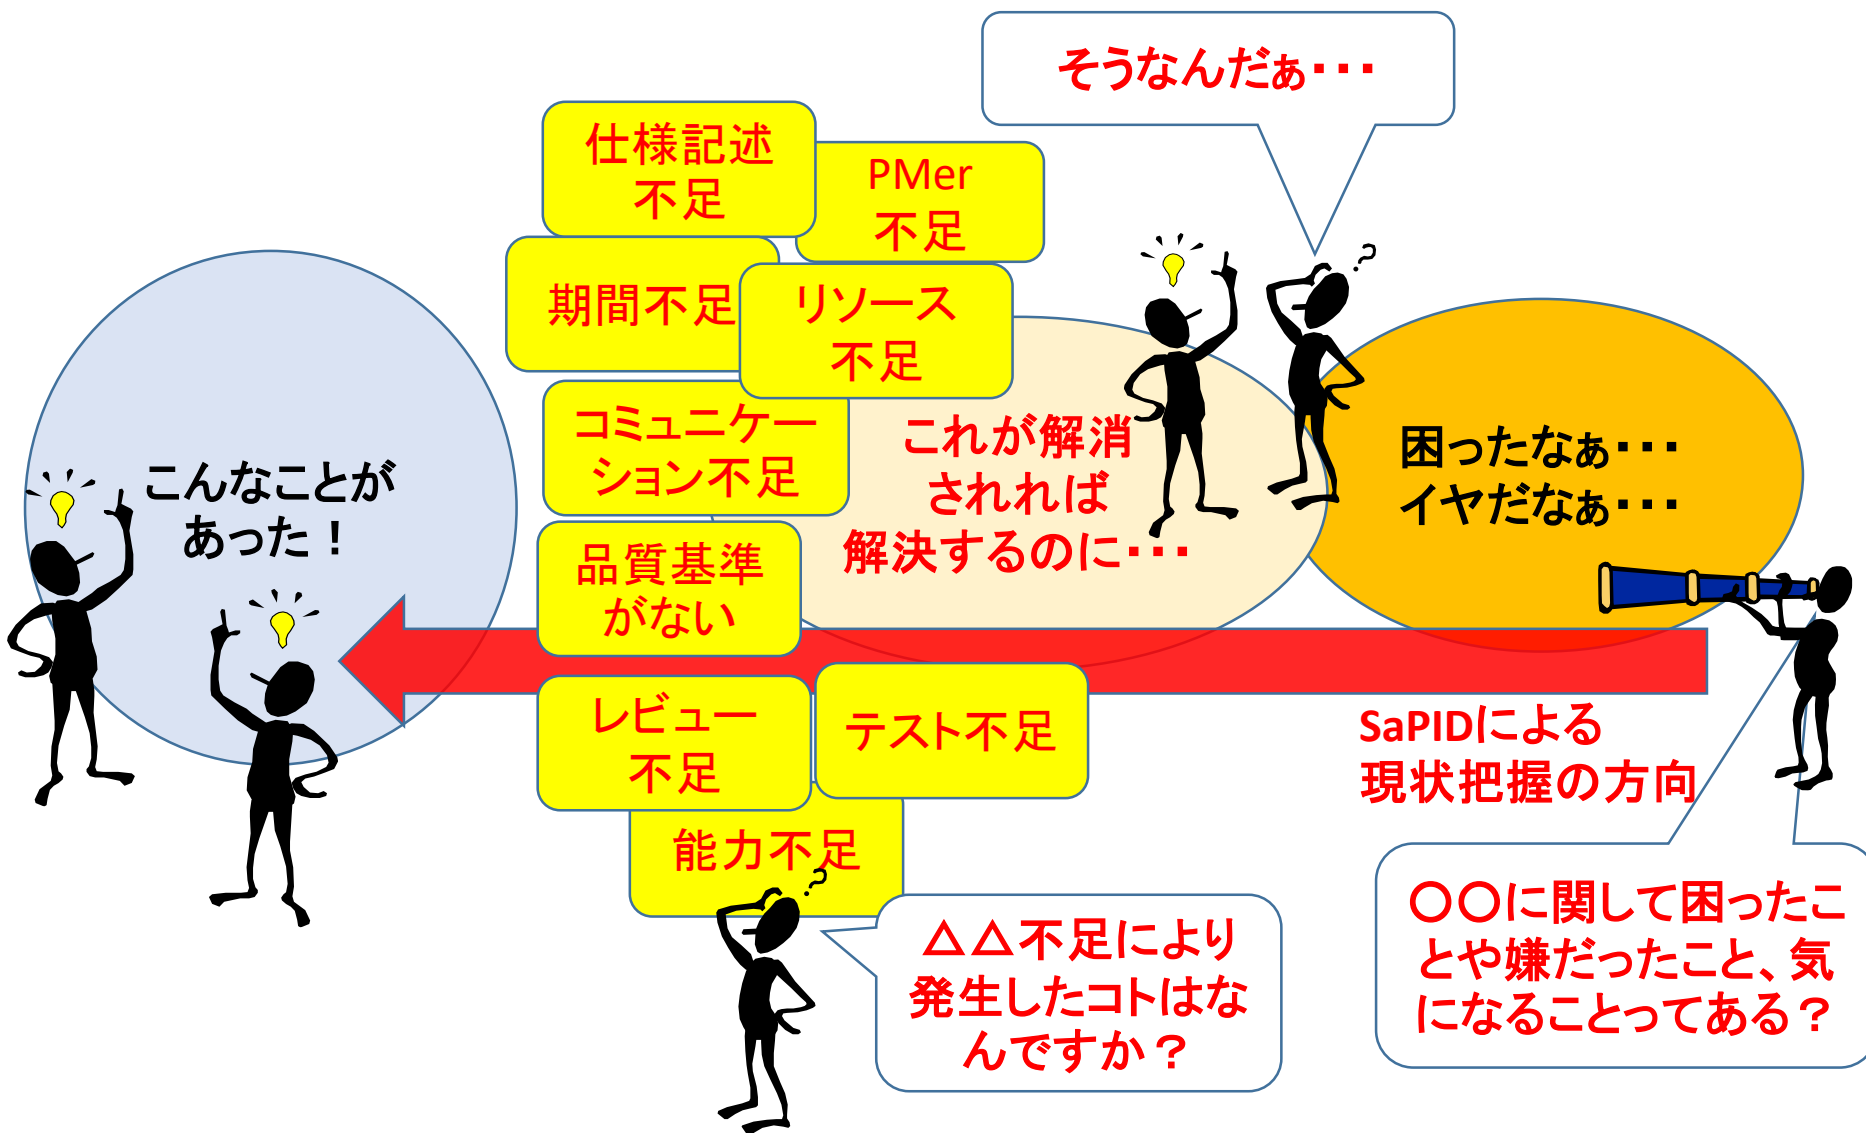 そうなんだぁ・・・
仕様記述
不足
PMer
不足
期間不足
リソース
不足
コミュニケー
ション不足
これが解消
されれば
解決するのに・・・
困ったなぁ・・・
イヤだなぁ・・・
こんなことが
あった！
品質基準
がない
レビュー
不足
テスト不足
SaPIDによる
現状把握の方向
能力不足
△△不足により
発生したコトはな
んですか？
〇〇に関して困ったこ
とや嫌だったこと、気
になることってある？